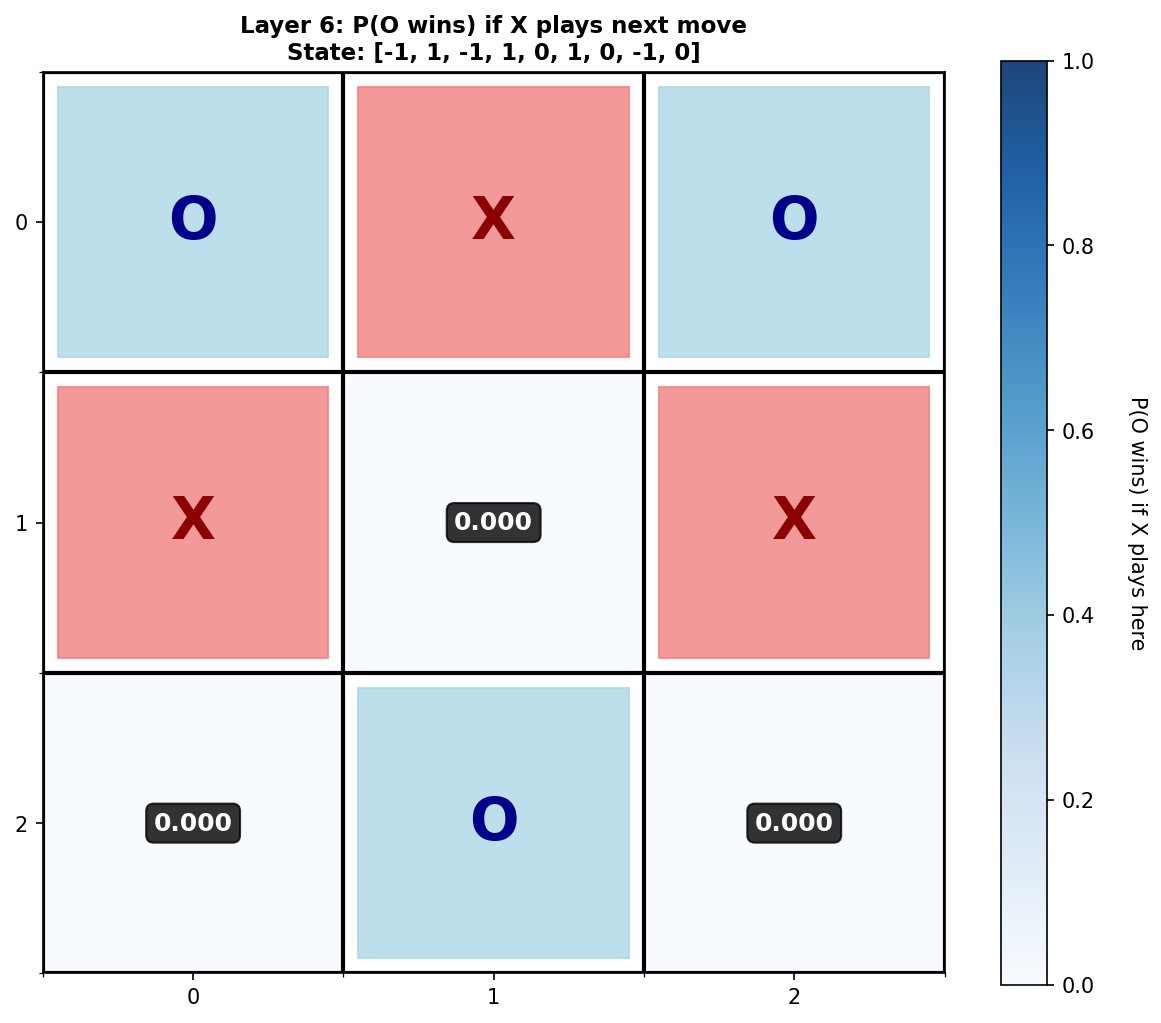 Layer 6: P(O wins) if X plays next move
State: [-1, 1, -1, 1, 0, 1, 0, -1, 0]
0
O
X
O
1
X
0.000
X
2
0.000
O
0.000
0
1
2
1.0
0.8
0.6
0.4
0.2
0.0
P(O wins) if X plays here